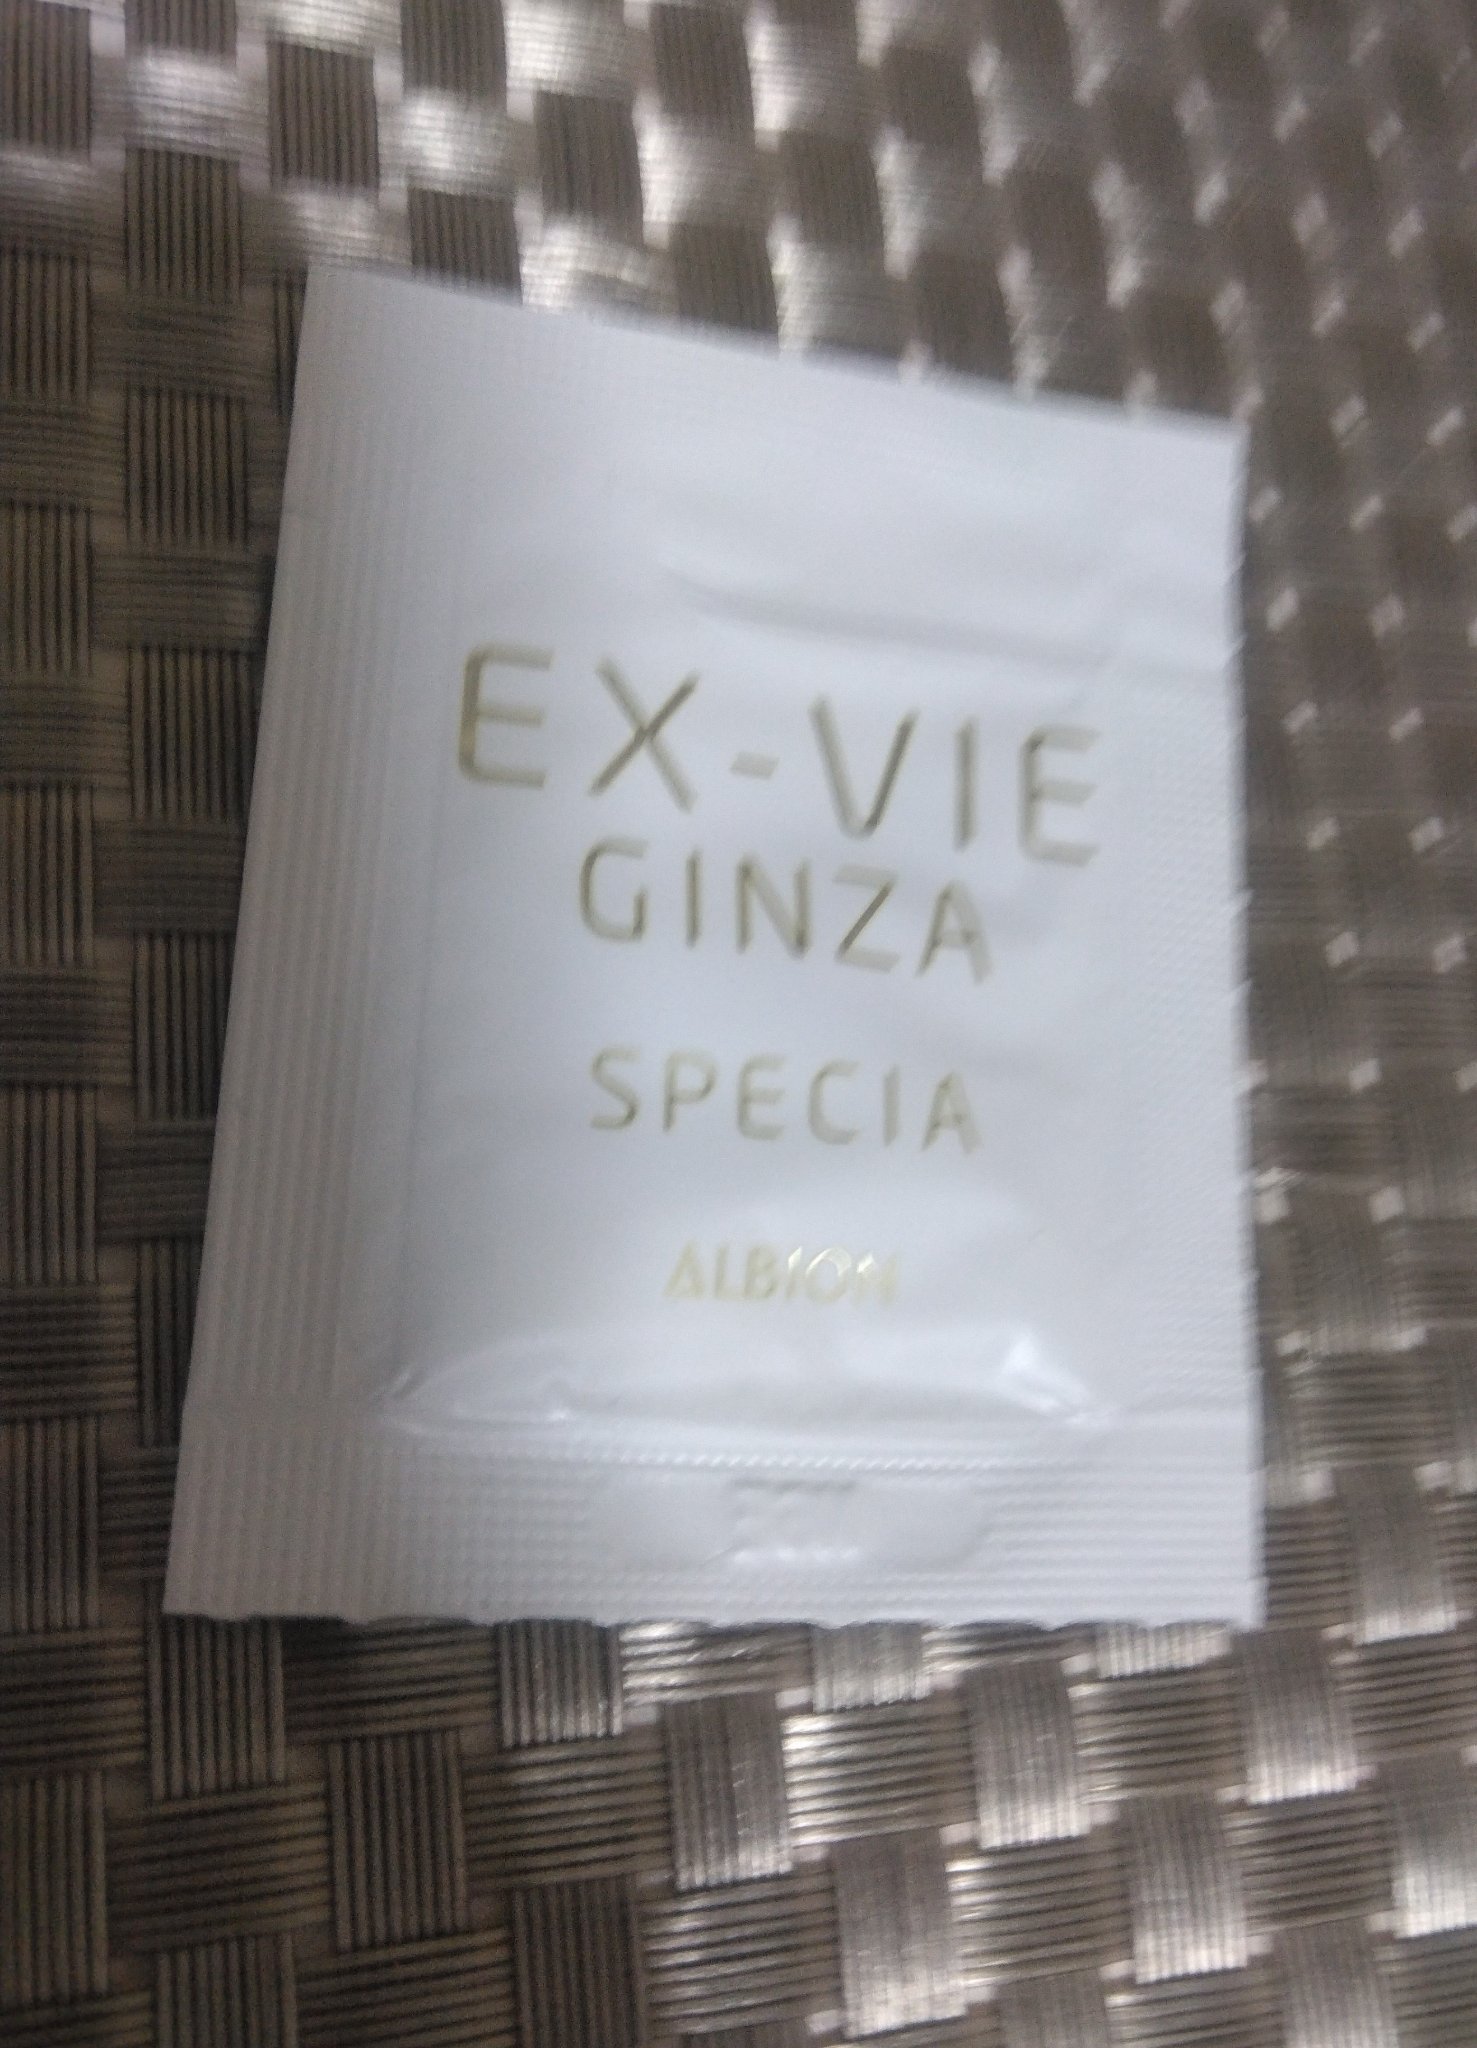 EX-VIE
GINZA
SPECIA
ALBION